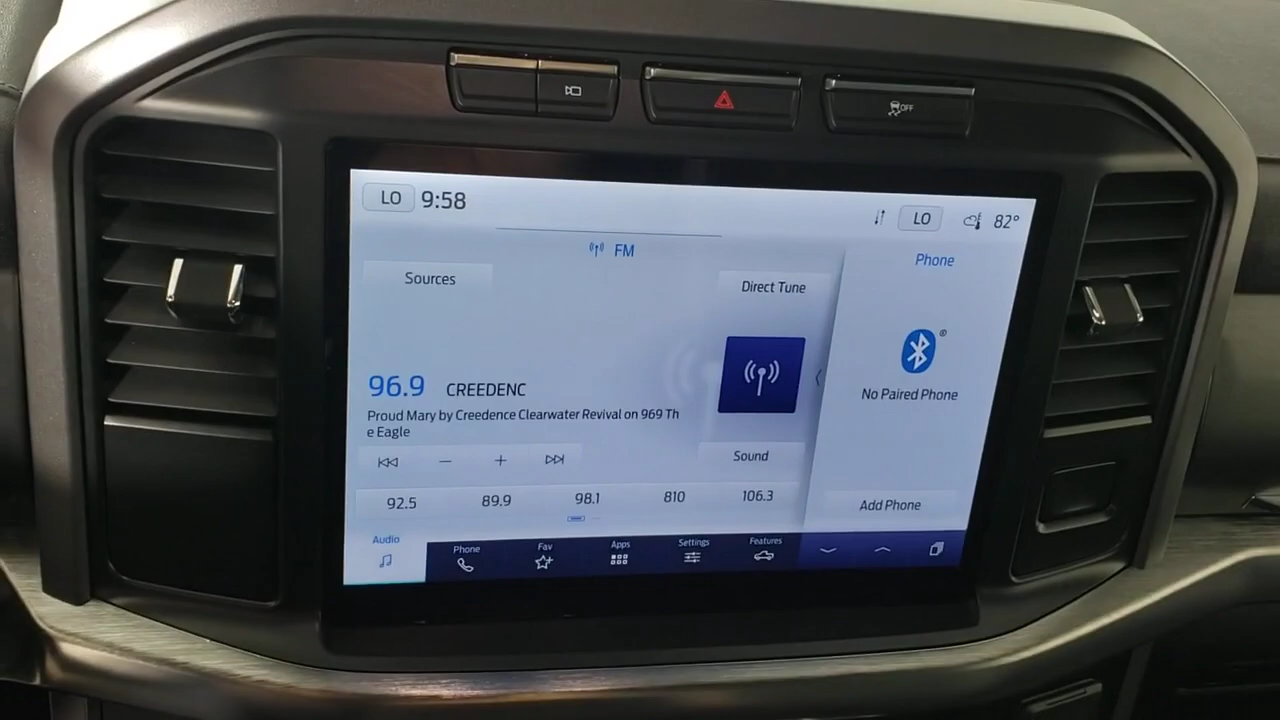 OFF
LO 9:58
LO 82°
FM
Phone
Sources
Direct Tune
96.9 CREEDENC
Proud Mary by Creedence Clearwater Revival on 969 Th
e Eagle
®
No Paired Phone
Sound
92.5 89.9 98.1 810 106.3
Add Phone
Audio Phone Fav Apps Settings Features